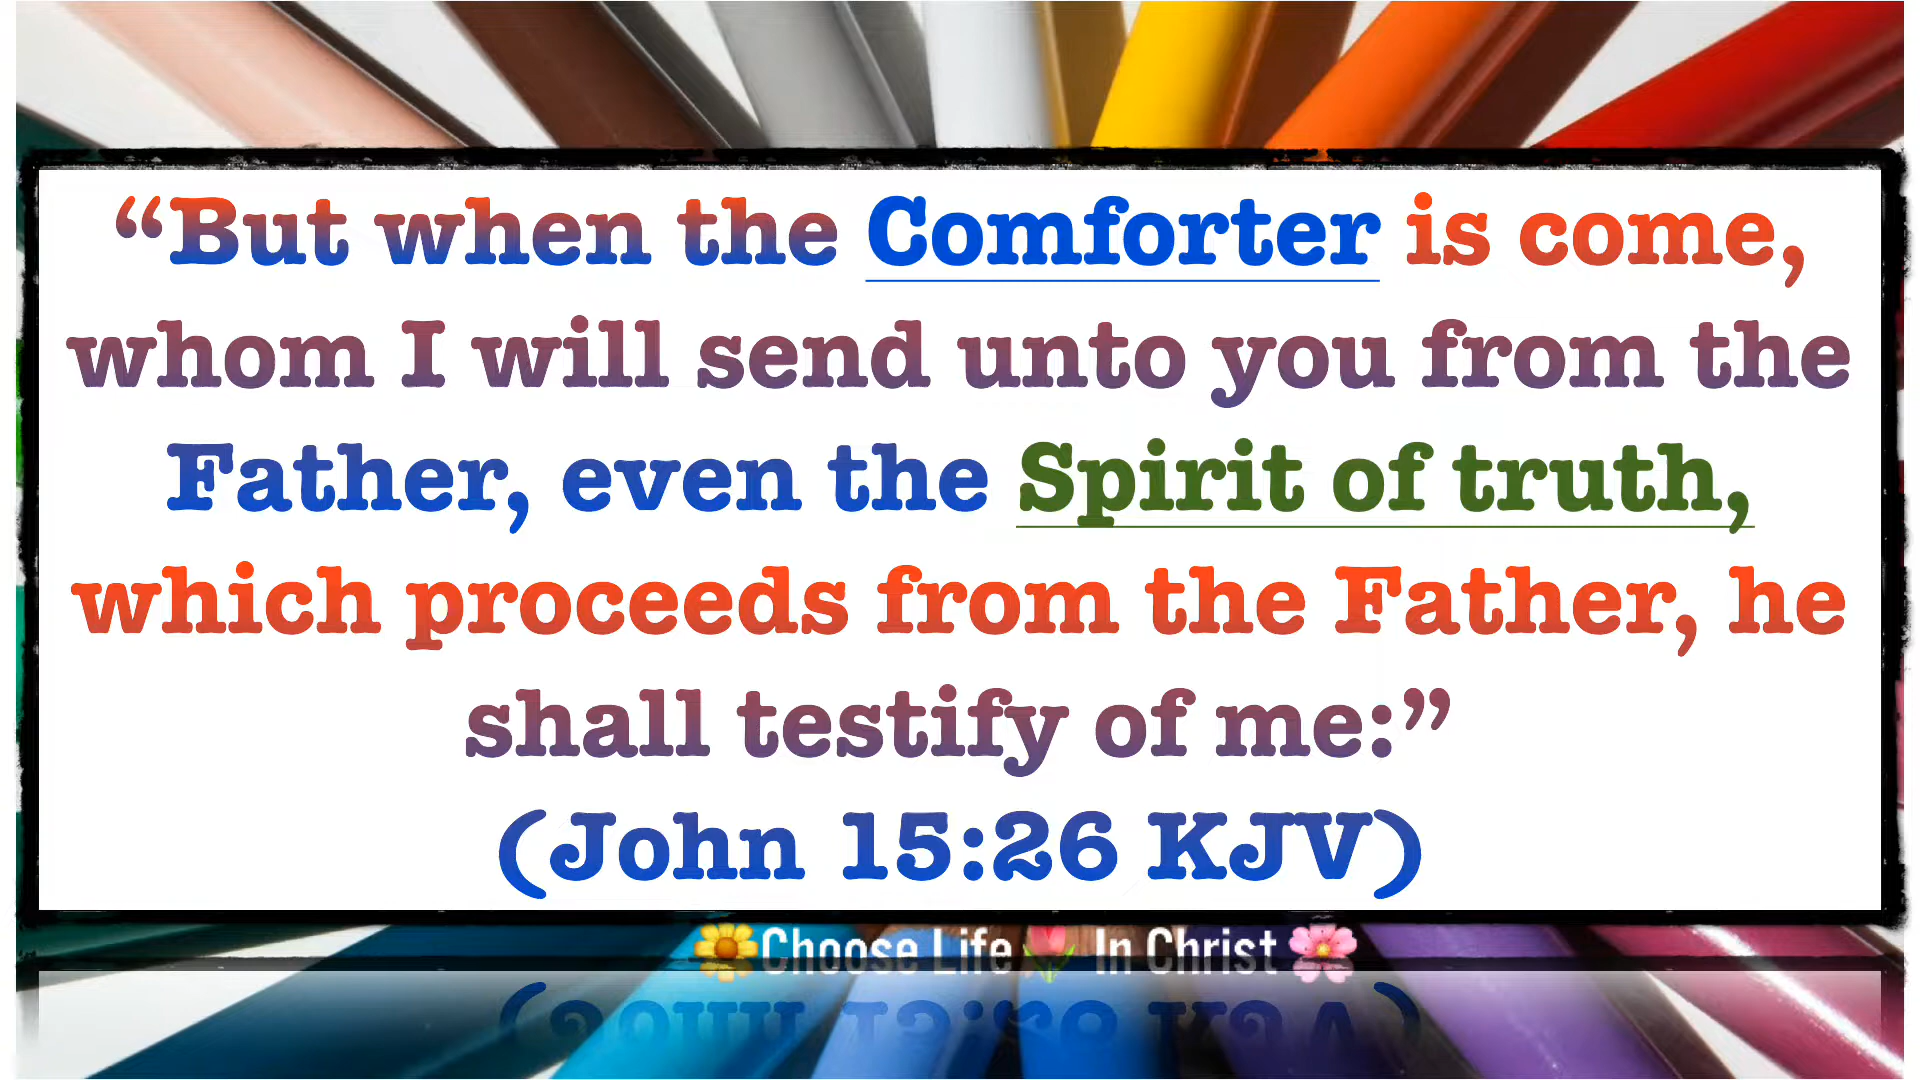 “But when the Comforter is come,
whom I will send unto you from the
Father, even the Spirit of truth,
which proceeds from the Father, he
shall testify of me:”
(John 15:26 KJV)
🌼Choose Life🌷 In Christ 🌸